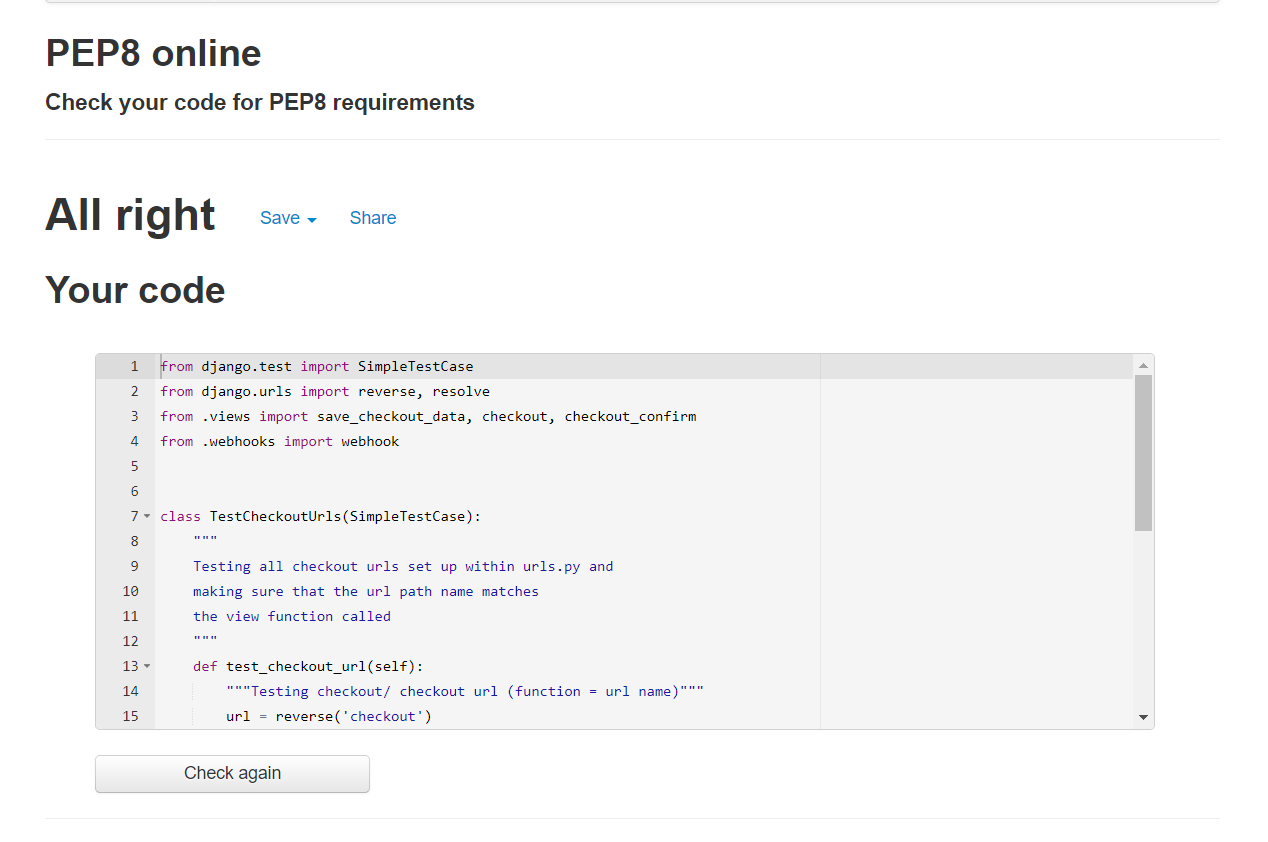 PEP8 online
Check your code for PEP8 requirements
All right Save Share
Your code
1 from django.test import SimpleTestCase
2 from django.urls import reverse, resolve
3 from .views import save_checkout_data, checkout, checkout_confirm
4 from .webhooks import webhook
5
6
7 class TestCheckoutUrls(SimpleTestCase):
8     """
9     Testing all checkout urls set up within urls.py and
10     making sure that the url path name matches
11     the view function called
12     """
13     def test_checkout_url(self):
14         """Testing checkout/ checkout url (function = url name)"""
15         url = reverse('checkout')
Check again